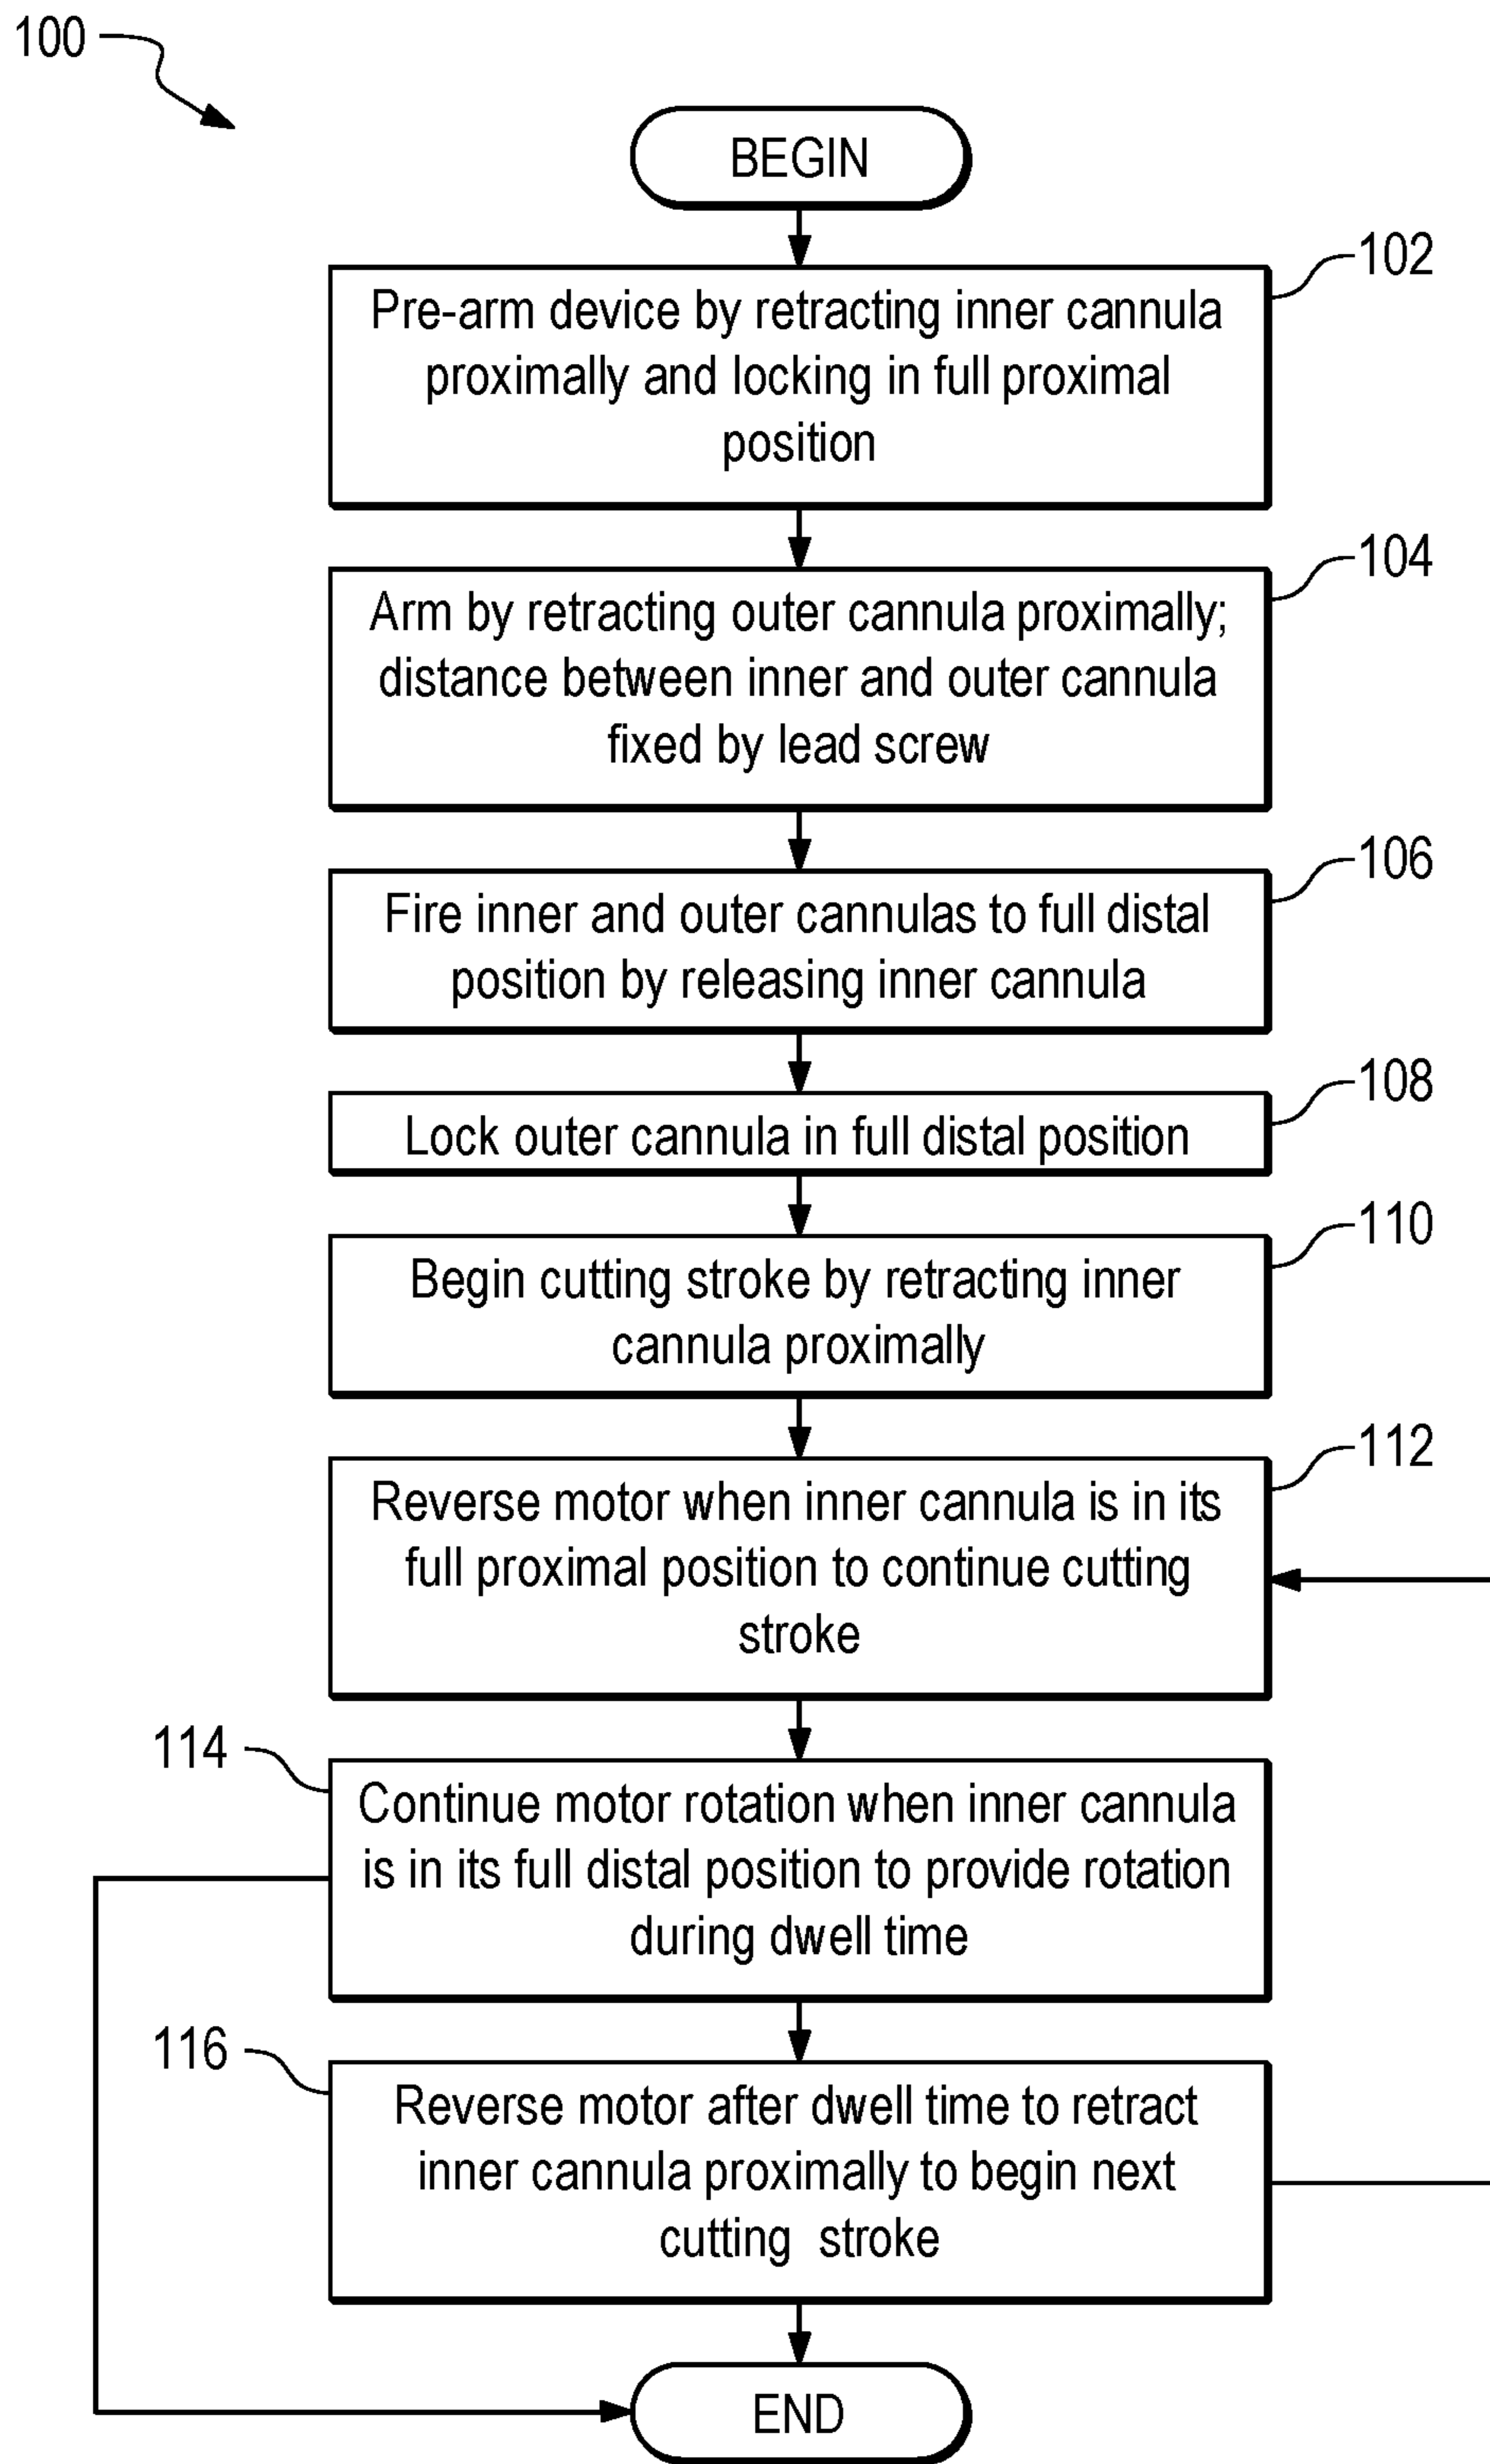 100
BEGIN
102
Pre-arm device by retracting inner cannula
proximally and locking in full proximal
position
104
Arm by retracting outer cannula proximally;
distance between inner and outer cannula
fixed by lead screw
106
Fire inner and outer cannulas to full distal
position by releasing inner cannula
108
Lock outer cannula in full distal position
110
Begin cutting stroke by retracting inner
cannula proximally
112
Reverse motor when inner cannula is in its
full proximal position to continue cutting
stroke
114
Continue motor rotation when inner cannula
is in its full distal position to provide rotation
during dwell time
116
Reverse motor after dwell time to retract
inner cannula proximally to begin next
cutting stroke
END